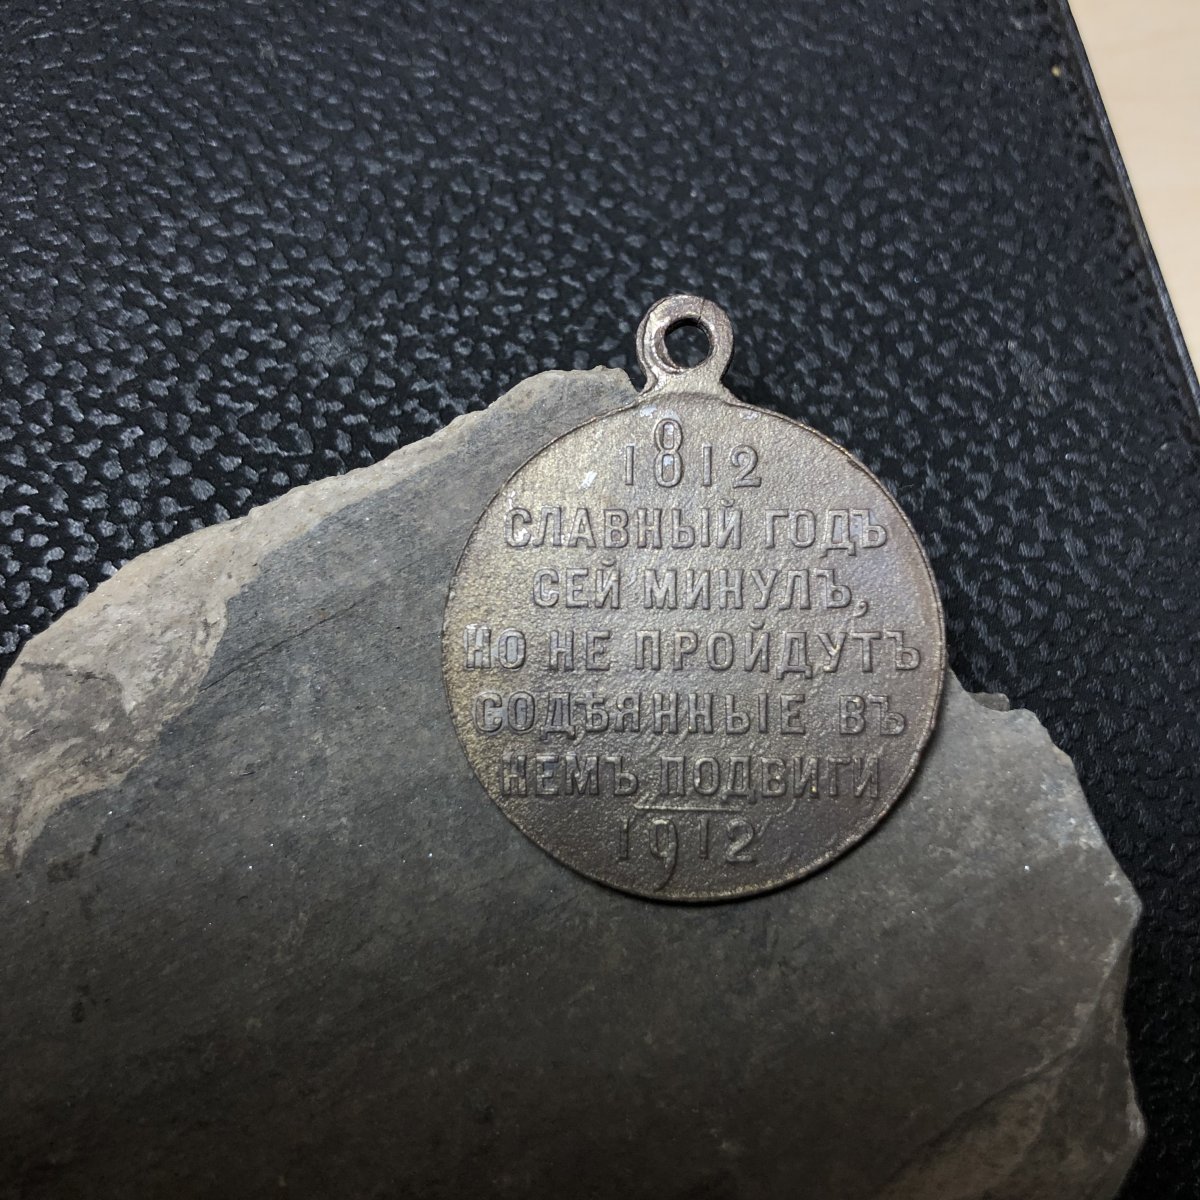 1812
СЛАВНЫЙ ГОДЪ
СЕЙ МИНУЛЪ,
НО НЕ ПРОЙДУТЪ
СОДѢЯННЫЕ ВЪ
НЕМЪ ПОДВИГИ
1912